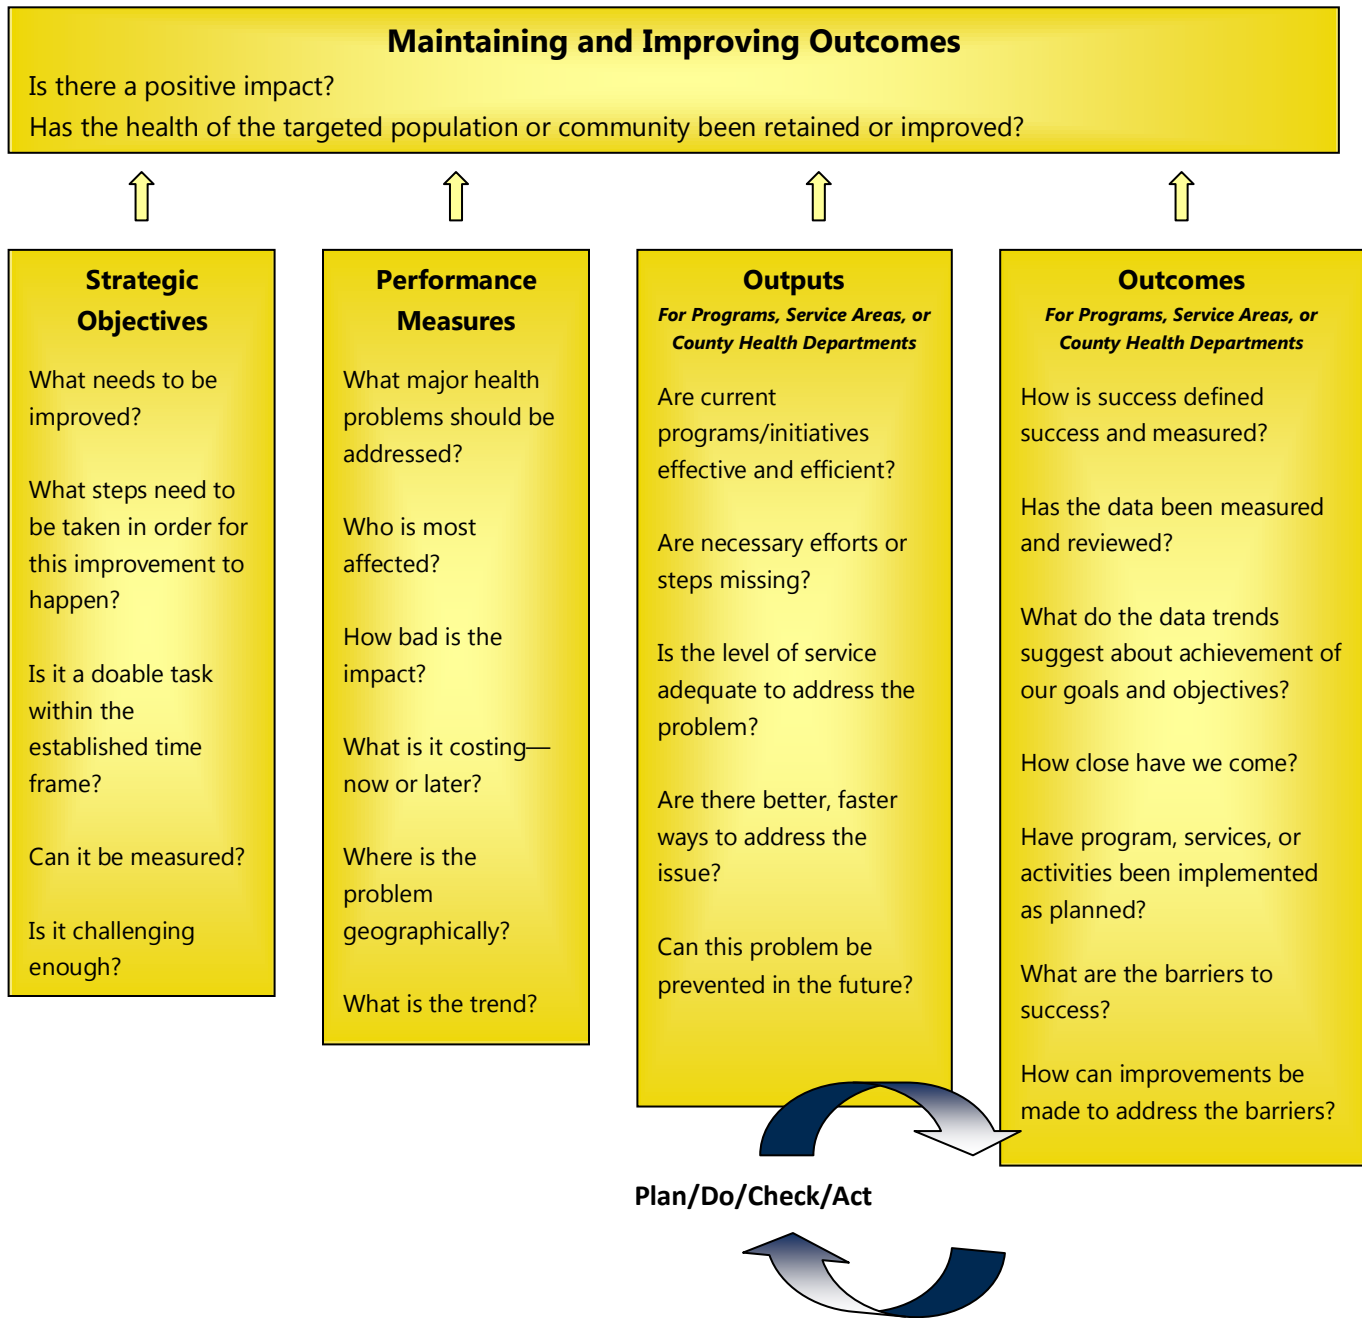 Maintaining and Improving Outcomes
Is there a positive impact?
Has the health of the targeted population or community been retained or improved?
Strategic
Objectives
What needs to be
improved?
What steps need to
be taken in order for
this improvement to
happen?
Is it a doable task
within the
established time
frame?
Can it be measured?
Is it challenging
enough?
Performance
Measures
What major health
problems should be
addressed?
Who is most
affected?
How bad is the
impact?
What is it costing—
now or later?
Where is the
problem
geographically?
What is the trend?
Outputs
For Programs, Service Areas, or
County Health Departments
Are current
programs/initiatives
effective and efficient?
Are necessary efforts or
steps missing?
Is the level of service
adequate to address the
problem?
Are there better, faster
ways to address the
issue?
Can this problem be
prevented in the future?
Outcomes
For Programs, Service Areas, or
County Health Departments
How is success defined
success and measured?
Has the data been measured
and reviewed?
What do the data trends
suggest about achievement of
our goals and objectives?
How close have we come?
Have program, services, or
activities been implemented
as planned?
What are the barriers to
success?
How can improvements be
made to address the barriers?
Plan/Do/Check/Act